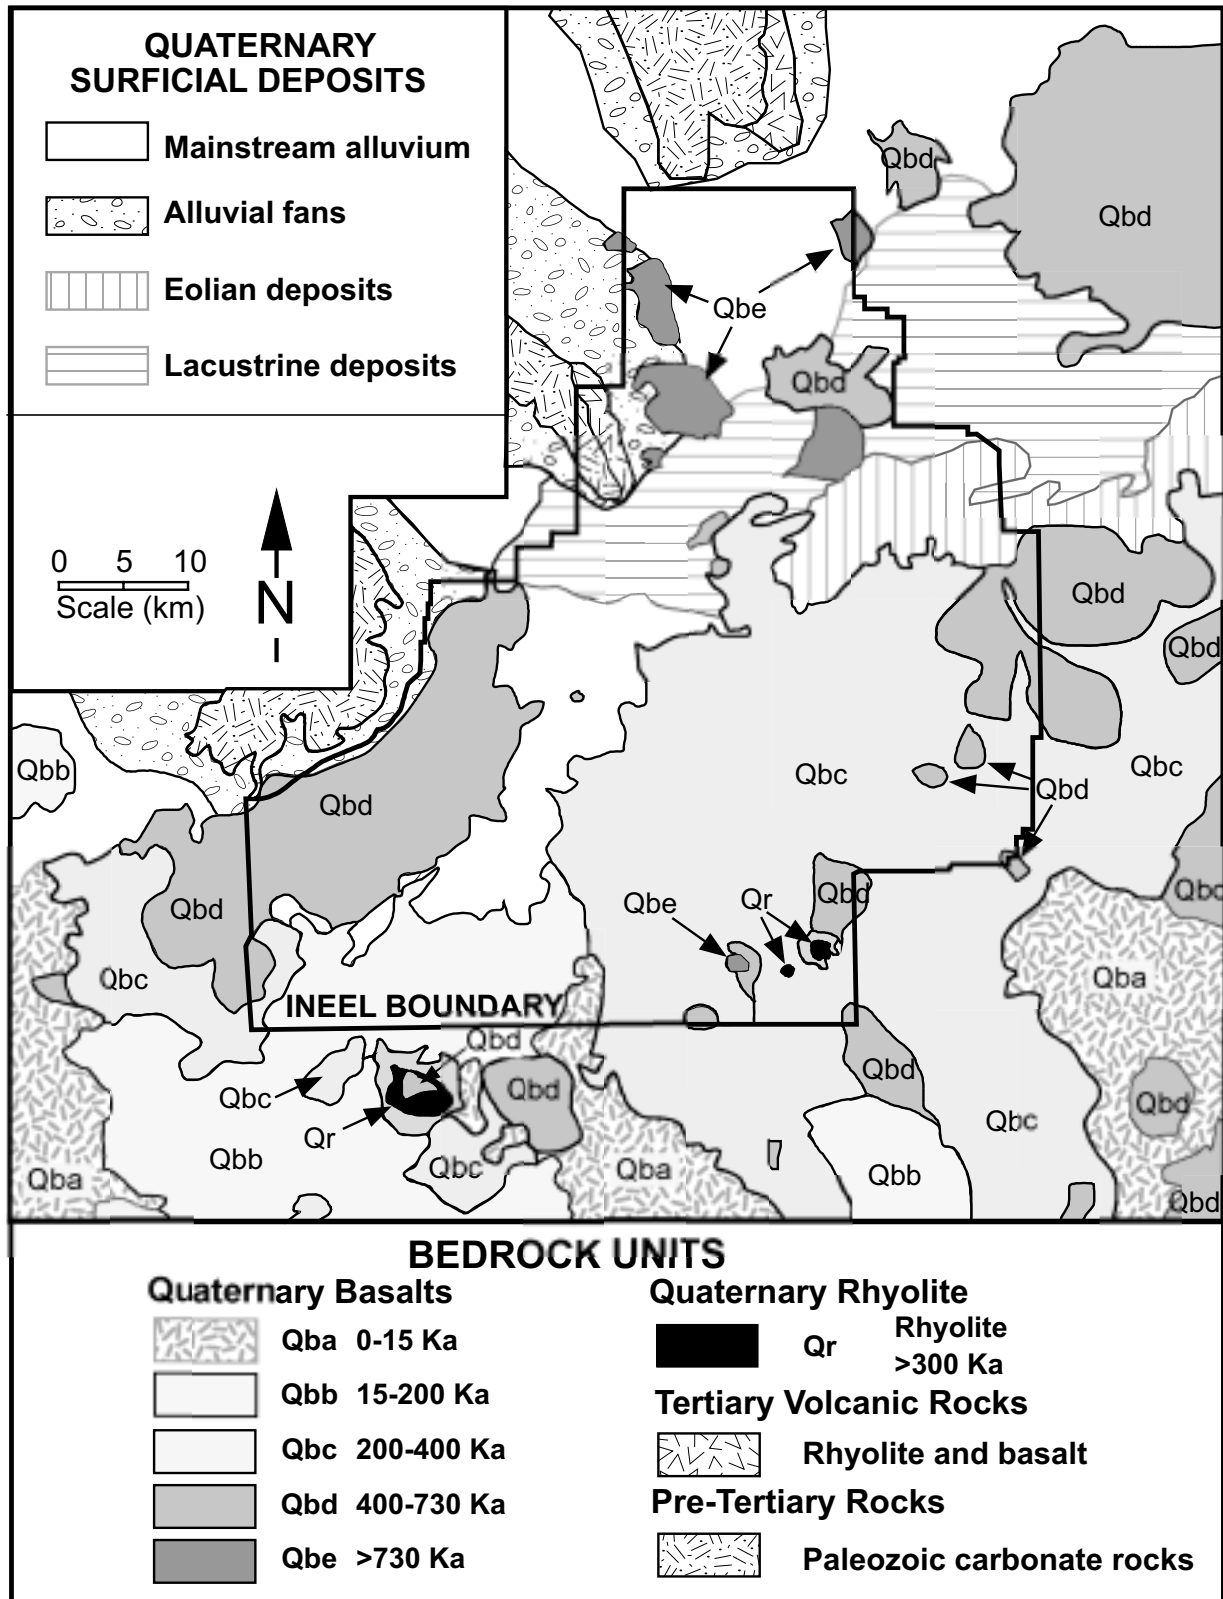 QUATERNARY
SURFICIAL DEPOSITS
Mainstream alluvium
Alluvial fans
Eolian deposits
Lacustrine deposits
0 5 10
Scale (km)
N
Qbd
Qbd
Qbe
Qbd
Qbd
Qbd
Qbb
Qbc
Qbc
Qbd
Qbd
Qbd
Qbd
Qbe
Qr
Qbd
Qbd
Qbc
Qba
INEEL BOUNDARY
Qbd
Qbd
Qbd
Qbc
Qbd
Qbc
Qr
Qbb
Qbc
Qba
Qbb
Qba
Qbd
BEDROCK UNITS
Quaternary Basalts
Qba 0-15 Ka
Qbb 15-200 Ka
Qbc 200-400 Ka
Qbd 400-730 Ka
Qbe >730 Ka
Quaternary Rhyolite
Qr Rhyolite
>300 Ka
Tertiary Volcanic Rocks
Rhyolite and basalt
Pre-Tertiary Rocks
Paleozoic carbonate rocks